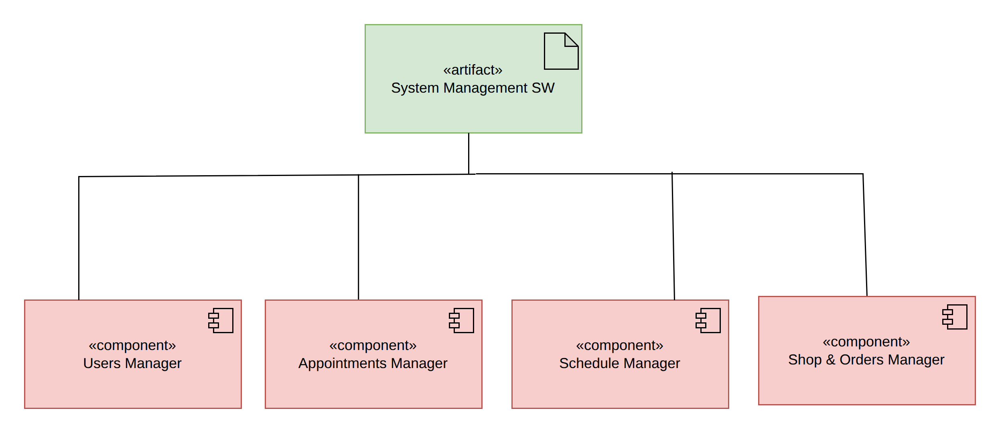 «artifact»
System Management SW
«component»
Users Manager
«component»
Appointments Manager
«component»
Schedule Manager
«component»
Shop & Orders Manager